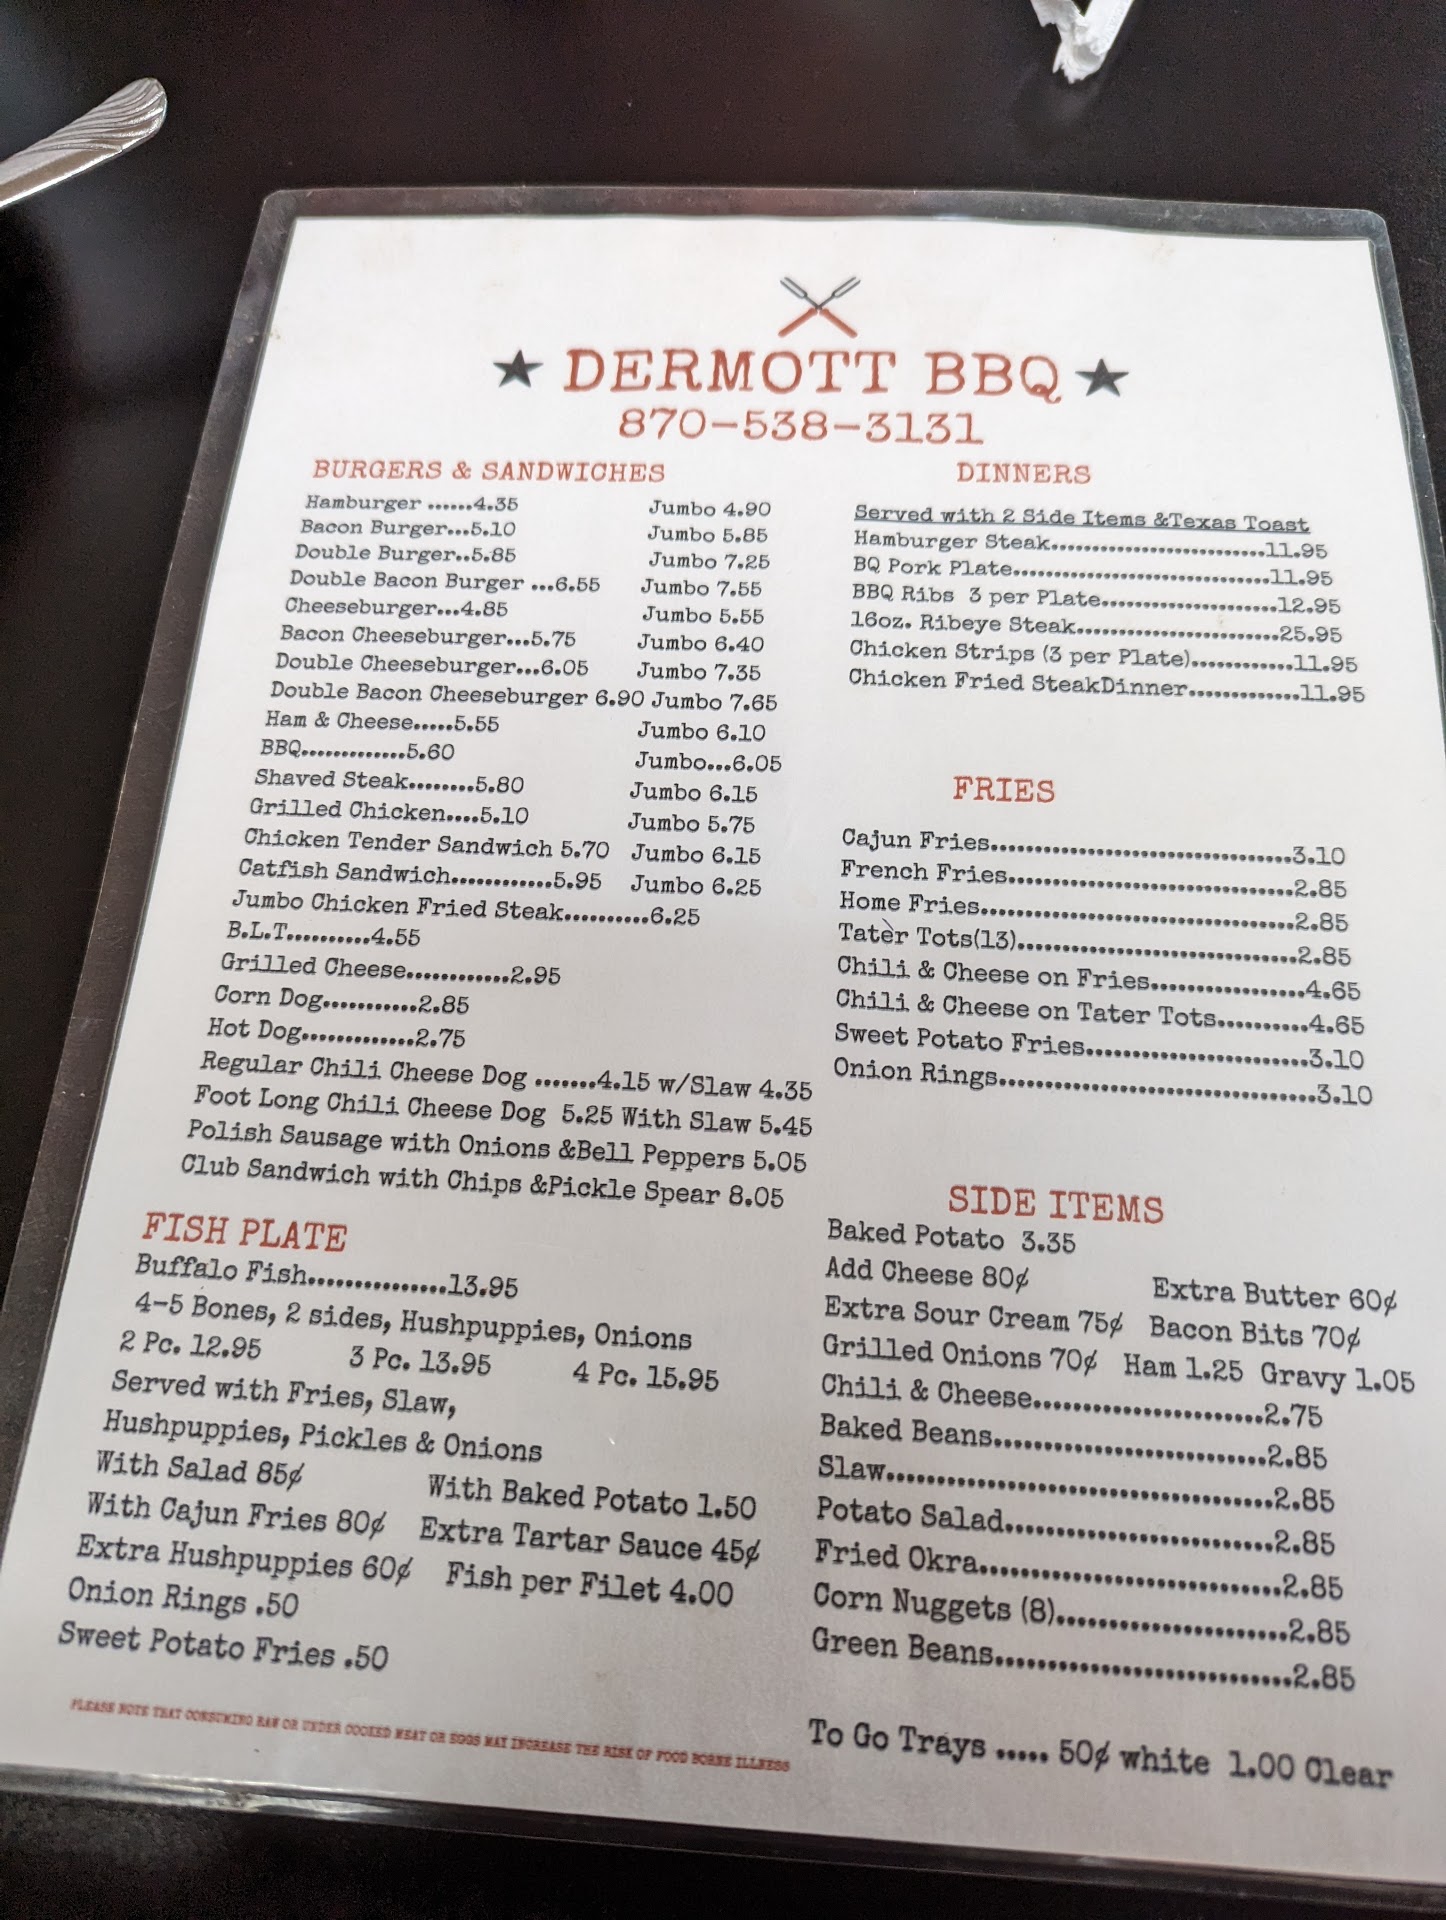 DERMOTT BBQ
870-538-3131
BURGERS & SANDWICHES
Hamburger ......4.35 Jumbo 4.90
Bacon Burger...5.10 Jumbo 5.85
Double Burger..5.85 Jumbo 7.25
Double Bacon Burger ...6.55 Jumbo 7.55
Cheeseburger...4.85 Jumbo 5.55
Bacon Cheeseburger...5.75 Jumbo 6.40
Double Cheeseburger...6.05 Jumbo 7.35
Double Bacon Cheeseburger 6.90 Jumbo 7.65
Ham & Cheese.....5.55 Jumbo 6.10
BBQ.............5.60 Jumbo...6.05
Shaved Steak........5.80 Jumbo 6.15
Grilled Chicken....5.10 Jumbo 5.75
Chicken Tender Sandwich 5.70 Jumbo 6.15
Catfish Sandwich............5.95 Jumbo 6.25
Jumbo Chicken Fried Steak..........6.25
B.L.T..........4.55
Grilled Cheese............2.95
Corn Dog...........2.85
Hot Dog.............2.75
Regular Chili Cheese Dog .......4.15 w/Slaw 4.35
Foot Long Chili Cheese Dog 5.25 With Slaw 5.45
Polish Sausage with Onions &Bell Peppers 5.05
Club Sandwich with Chips &Pickle Spear 8.05
FISH PLATE
Buffalo Fish...............13.95
4-5 Bones, 2 sides, Hushpuppies, Onions
2 Pc. 12.95 3 Pc. 13.95 4 Pc. 15.95
Served with Fries, Slaw,
Hushpuppies, Pickles & Onions
With Salad 85¢ With Baked Potato 1.50
With Cajun Fries 80¢ Extra Tartar Sauce 45¢
Extra Hushpuppies 60¢ Fish per Filet 4.00
Onion Rings .50
Sweet Potato Fries .50
PLEASE NOTE THAT CONSUMING RAW OR UNDER COOKED MEAT OR EGGS MAY INCREASE THE RISK OF FOOD BORNE ILLNESS
DINNERS
Served with 2 Side Items &Texas Toast
Hamburger Steak..........................11.95
BQ Pork Plate...............................11.95
BBQ Ribs 3 per Plate.....................12.95
16oz. Ribeye Steak........................25.95
Chicken Strips (3 per Plate)............11.95
Chicken Fried SteakDinner.............11.95
FRIES
Cajun Fries..................................3.10
French Fries................................2.85
Home Fries...................................2.85
Tater Tots(13)...............................2.85
Chili & Cheese on Fries.................4.65
Chili & Cheese on Tater Tots..........4.65
Sweet Potato Fries........................3.10
Onion Rings..................................3.10
SIDE ITEMS
Baked Potato 3.35
Add Cheese 80¢ Extra Butter 60¢
Extra Sour Cream 75¢ Bacon Bits 70¢
Grilled Onions 70¢ Ham 1.25 Gravy 1.05
Chili & Cheese.......................2.75
Baked Beans...........................2.85
Slaw......................................2.85
Potato Salad..........................2.85
Fried Okra.............................2.85
Corn Nuggets (8)......................2.85
Green Beans............................2.85
To Go Trays ..... 50¢ white 1.00 Clear